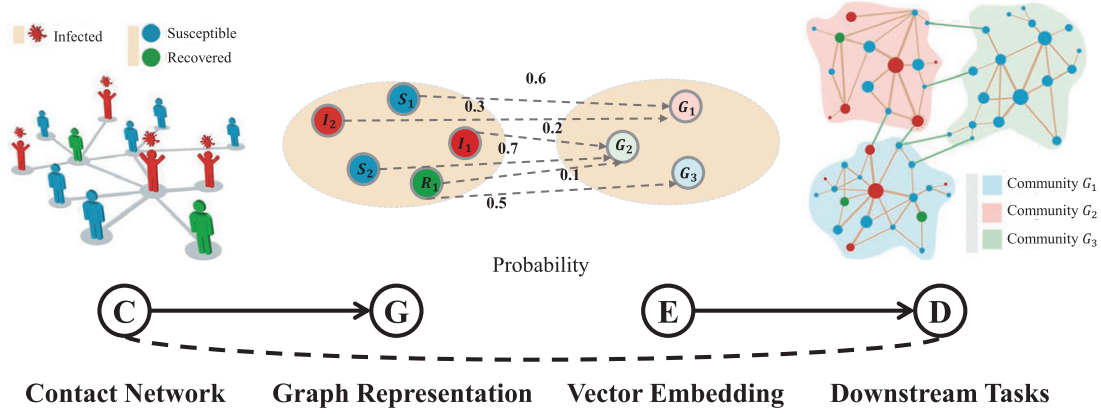 Infected
Susceptible
Recovered
0.6
S1
0.3
G1
I2
0.2
I1
0.7
G2
S2
0.1
R1
G3
0.5
Community G1
Community G2
Community G3
Probability
C
G
E
D
Contact Network
Graph Representation
Vector Embedding
Downstream Tasks